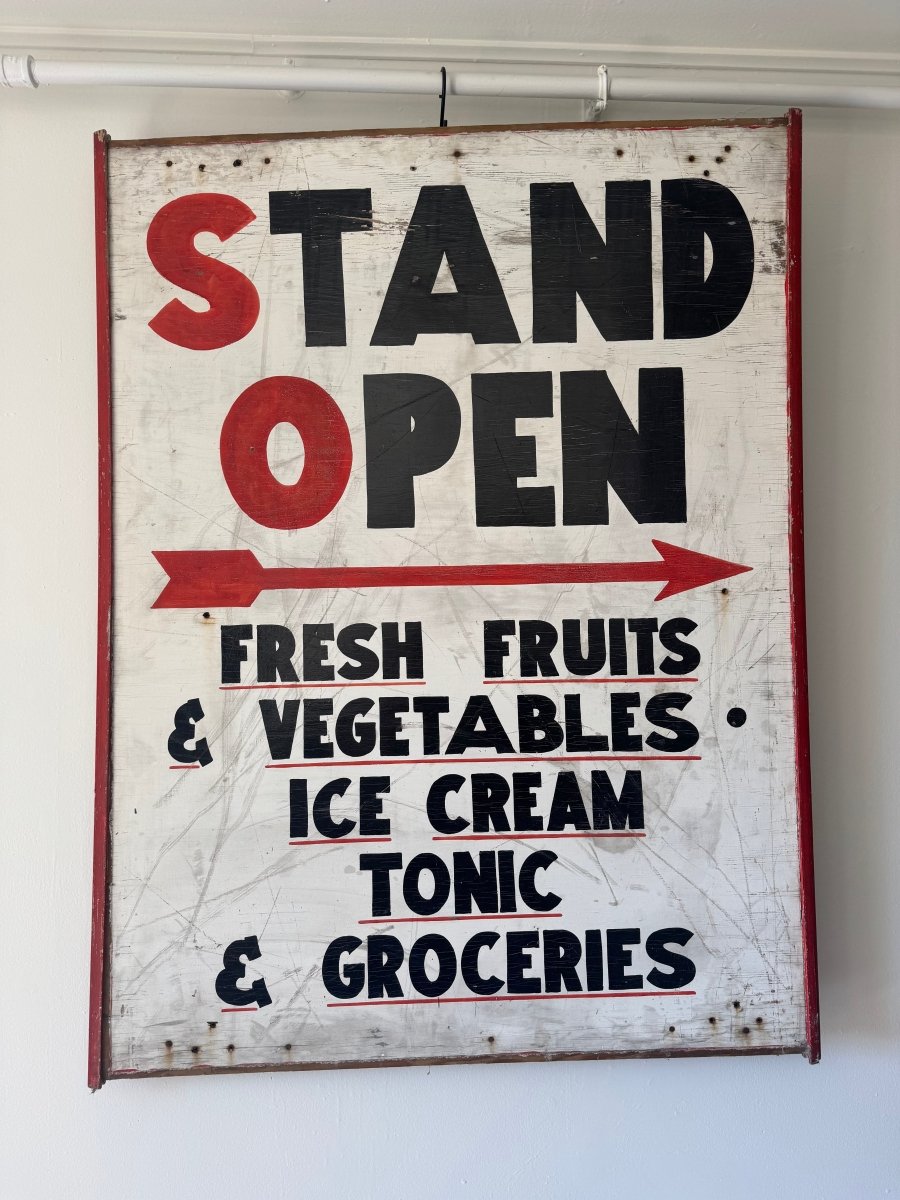 STAND
OPEN
FRESH FRUITS
& VEGETABLES •
ICE CREAM
TONIC
& GROCERIES